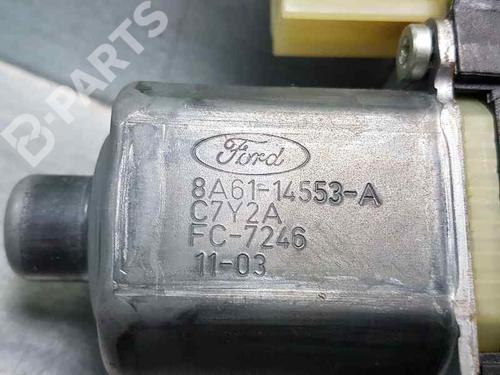 B-PARTS
Ford
8A61-14553-A
C7Y2A
FC-7246
11-03